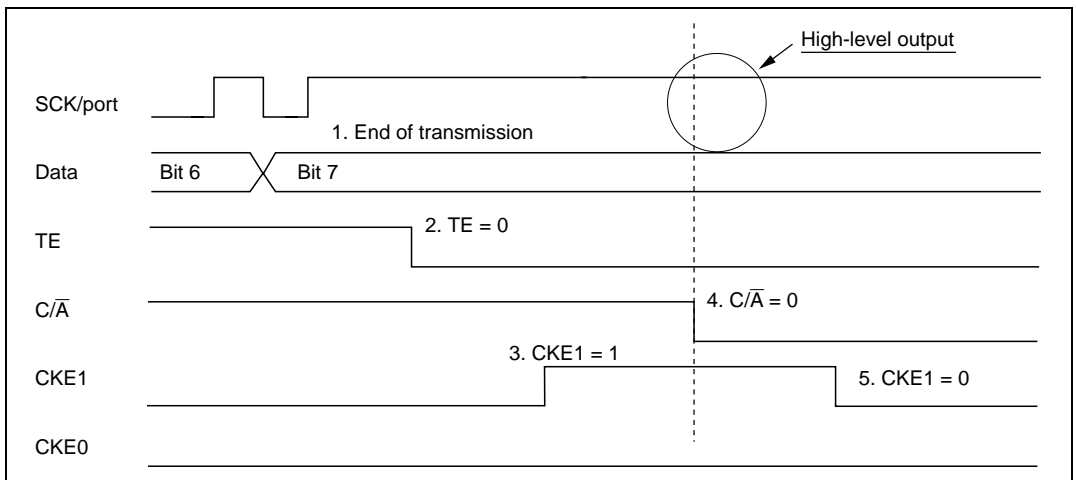 High-level output
SCK/port
1. End of transmission
Data
Bit 6
Bit 7
TE
2. TE = 0
C/A̅
4. C/A̅ = 0
3. CKE1 = 1
CKE1
5. CKE1 = 0
CKE0